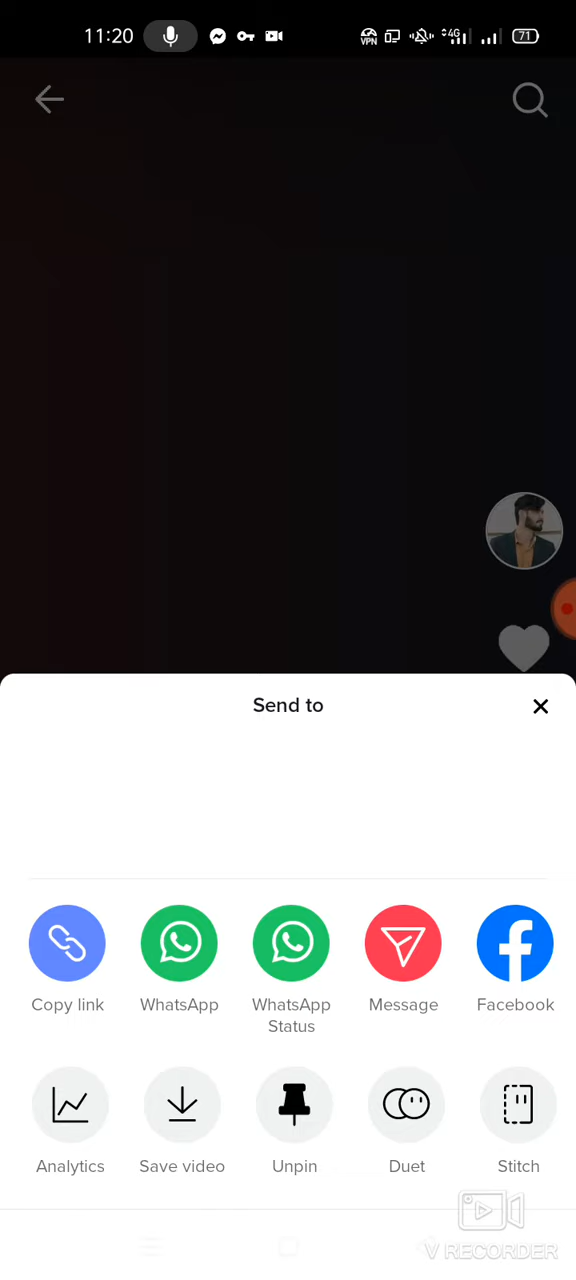 11:20
VPN
4G
71
Send to
Copy link
WhatsApp
WhatsApp
Status
Message
Facebook
Analytics
Save video
Unpin
Duet
Stitch
V RECORDER